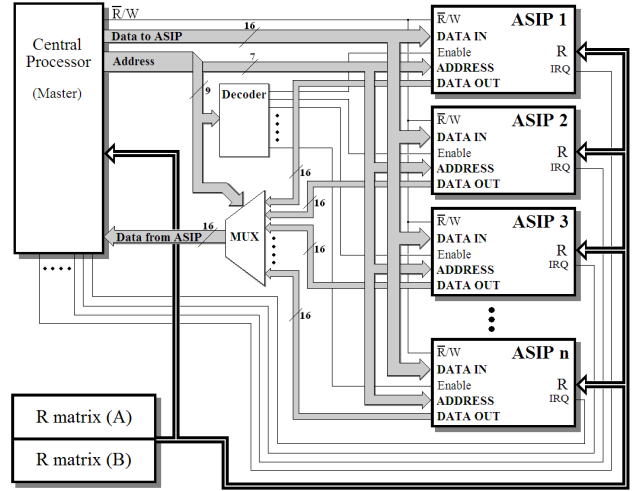 Central
Processor
(Master)
R̅/W
Data to ASIP
16
Address
7
9
Decoder
MUX
16
Data from ASIP
16
16
16
16
ASIP 1
R̅/W
DATA IN
Enable
R
ADDRESS
IRQ
DATA OUT
ASIP 2
R̅/W
DATA IN
Enable
R
ADDRESS
IRQ
DATA OUT
ASIP 3
R̅/W
DATA IN
Enable
R
ADDRESS
IRQ
DATA OUT
ASIP n
R̅/W
DATA IN
Enable
R
ADDRESS
IRQ
DATA OUT
R matrix (A)
R matrix (B)